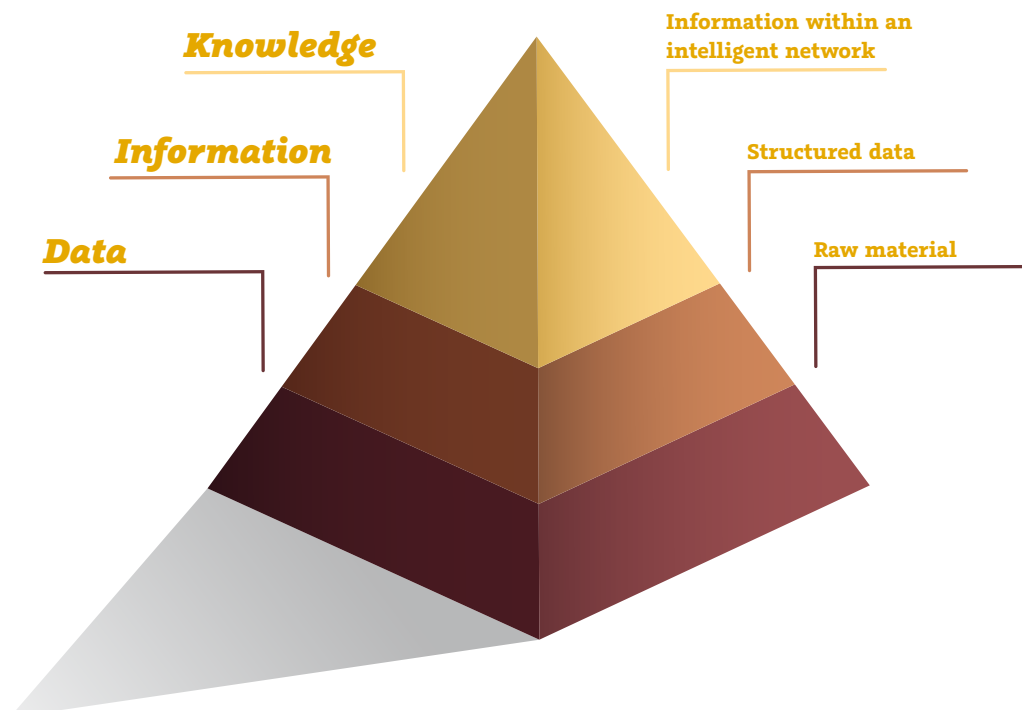 Knowledge
Information within an
intelligent network
Information
Structured data
Data
Raw material